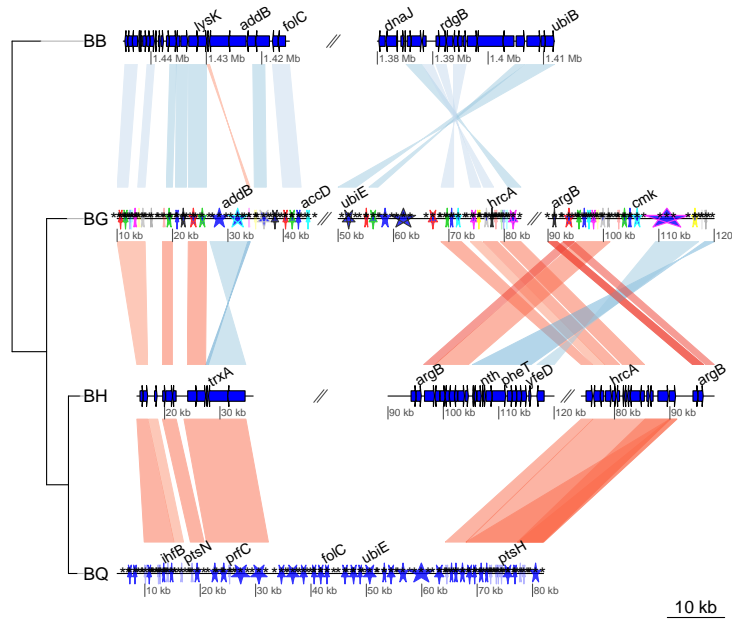 lysK addB folC dnaJ rdgB ubiB
BB //
1.44 Mb 1.43 Mb 1.42 Mb 1.38 Mb 1.39 Mb 1.4 Mb 1.41 Mb
addB accD ubiE hrcA argB cmk
BG // //
10 kb 20 kb 30 kb 40 kb 50 kb 60 kb 70 kb 80 kb 90 kb 100 kb 110 kb 120
trxA argB nth pheT yfeD hrcA argB
BH // //
20 kb 30 kb 90 kb 100 kb 110 kb 120 kb 80 kb 90 kb
ihfB ptsN prfC folC ubiE ptsH
BQ
10 kb 20 kb 30 kb 40 kb 50 kb 60 kb 70 kb 80 kb
10 kb